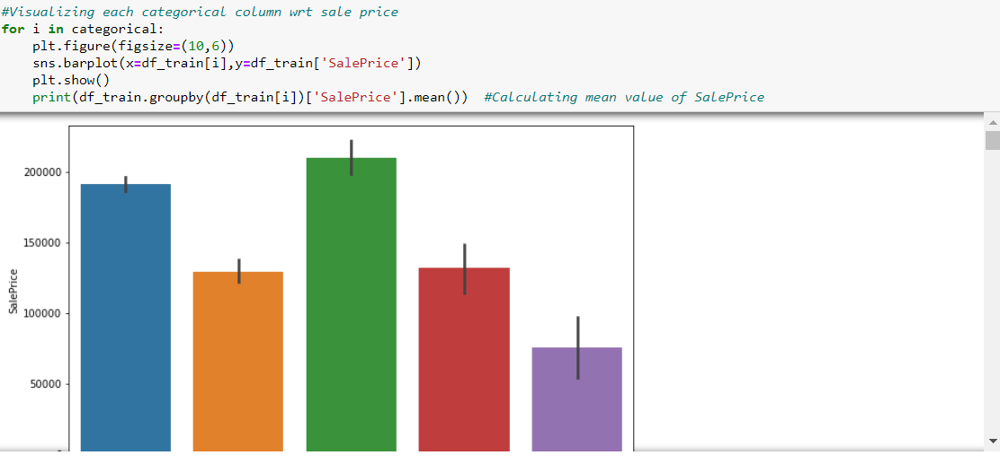 #Visualizing each categorical column wrt sale price
for i in categorical:
    plt.figure(figsize=(10,6))
    sns.barplot(x=df_train[i],y=df_train['SalePrice'])
    plt.show()
    print(df_train.groupby(df_train[i])['SalePrice'].mean())  #Calculating mean value of SalePrice
200000
150000
SalePrice
100000
50000